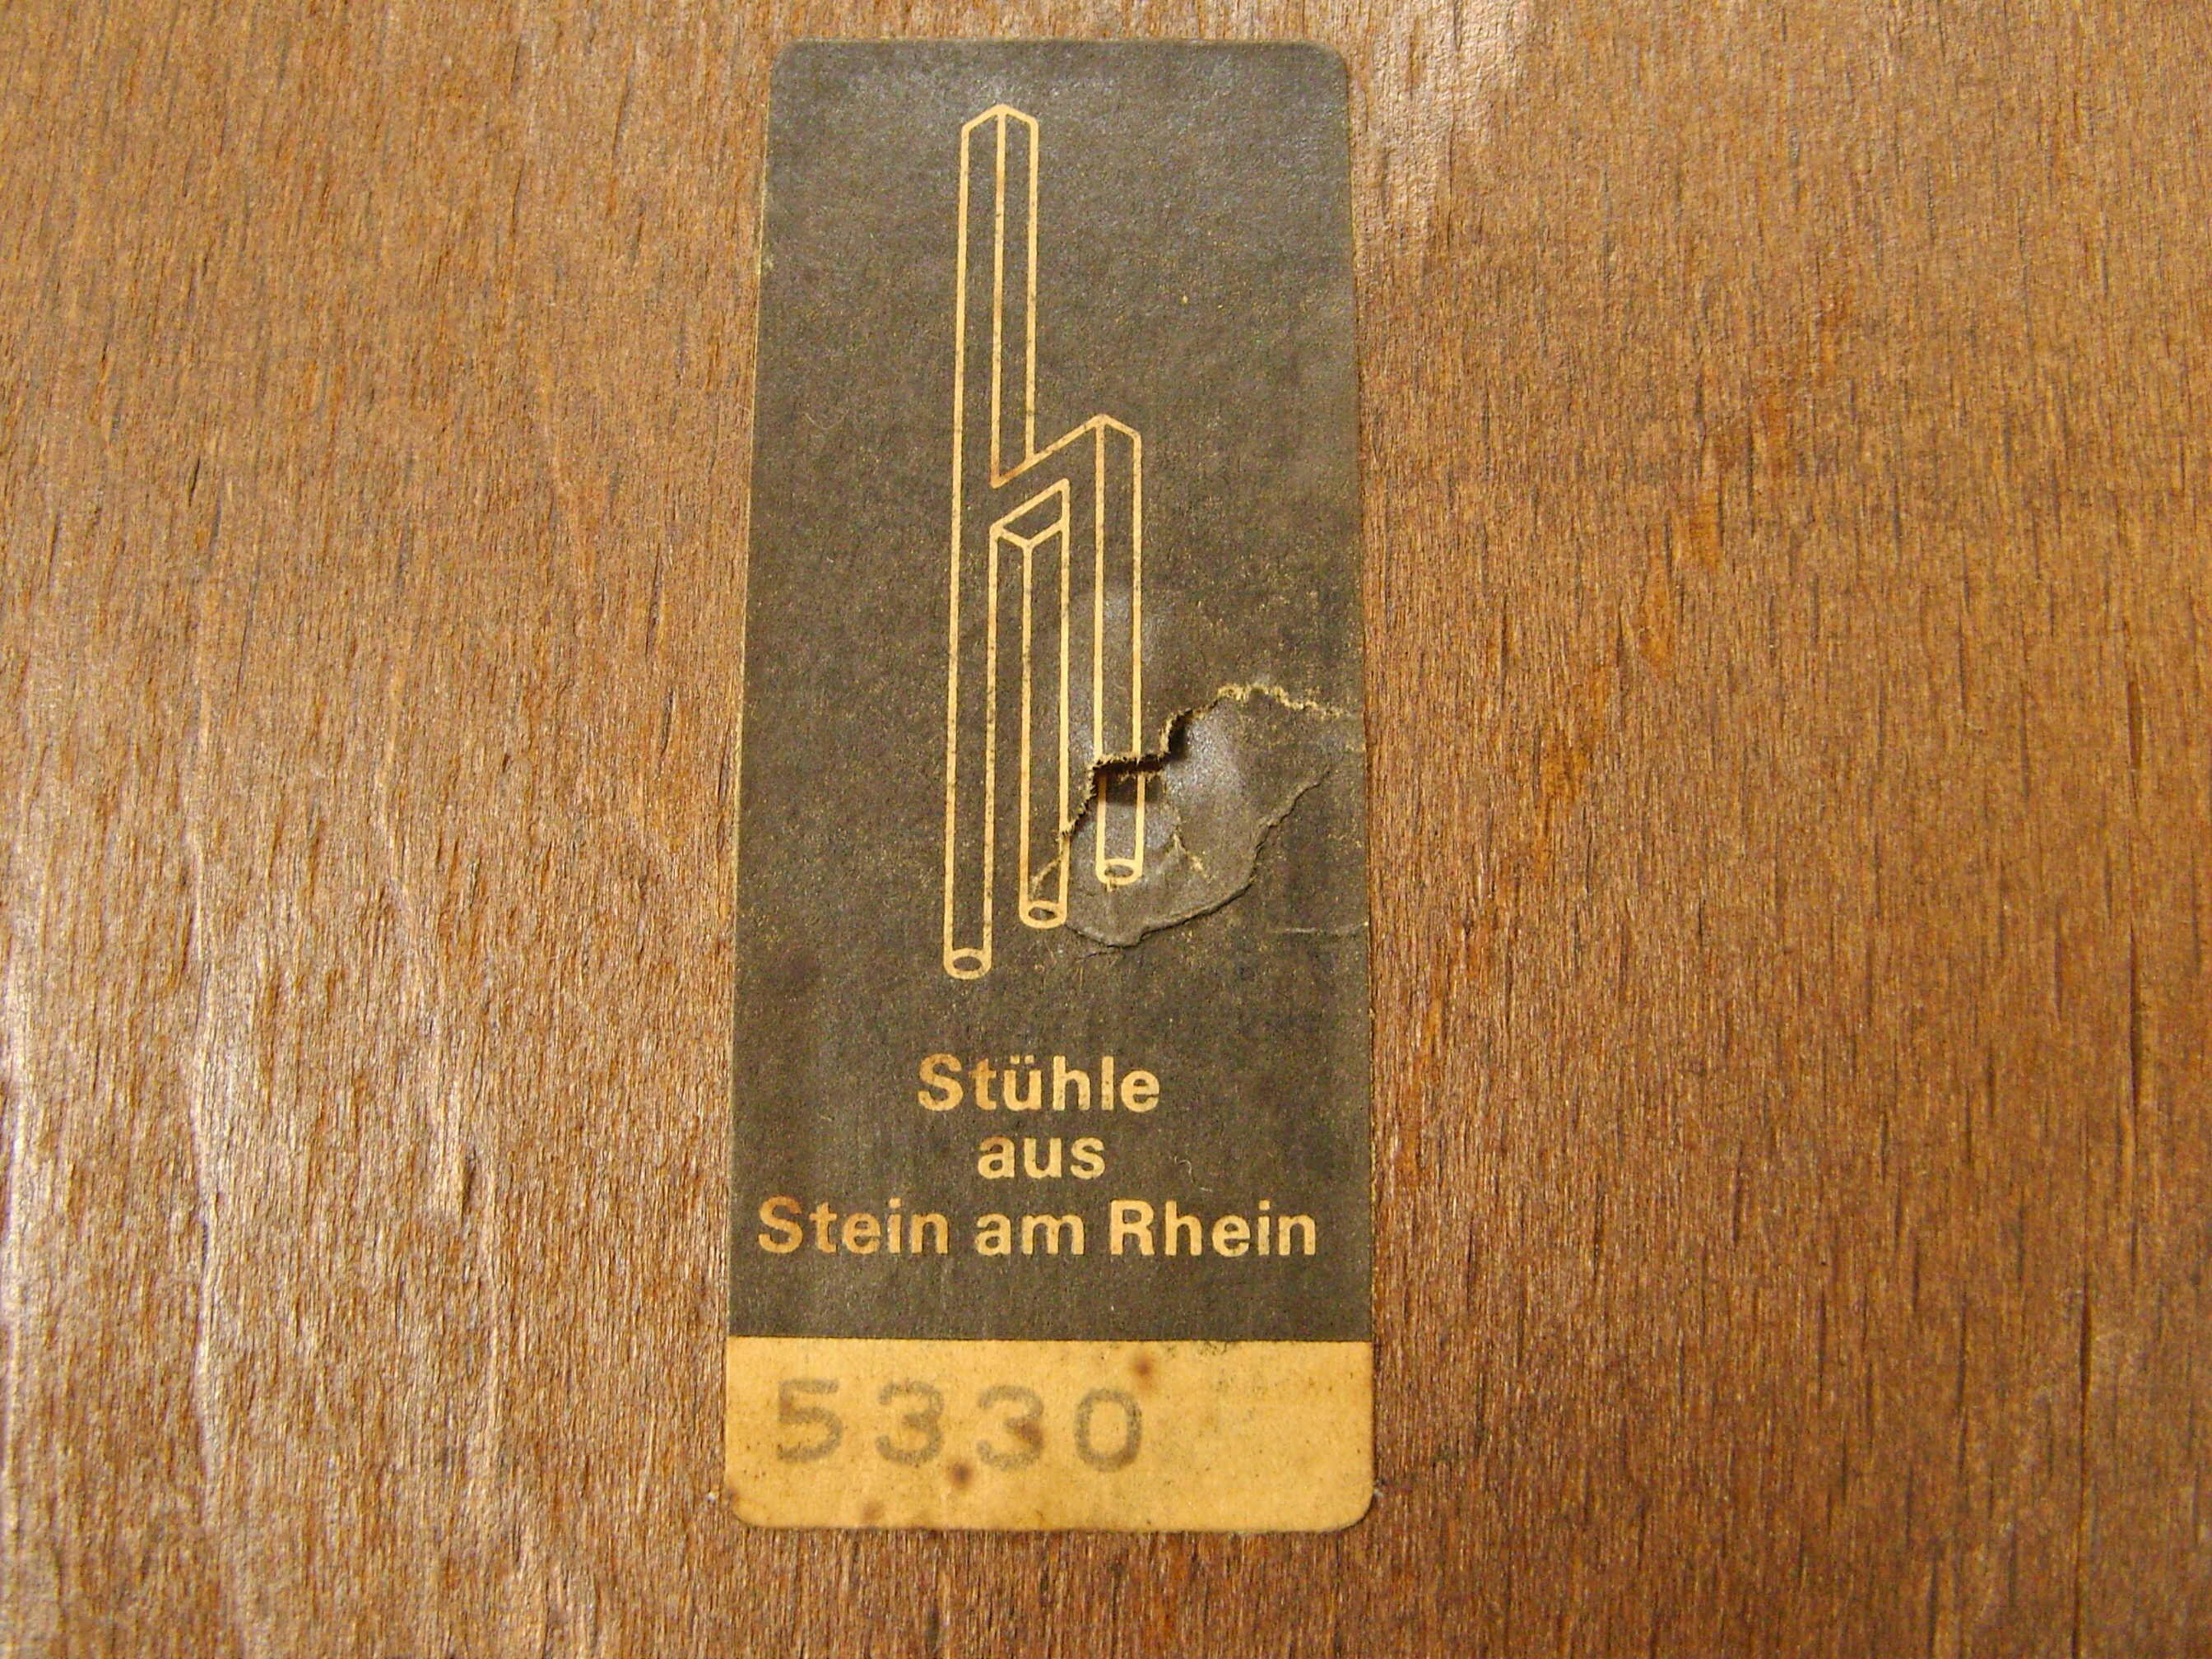 Stühle
aus
Stein am Rhein
5330